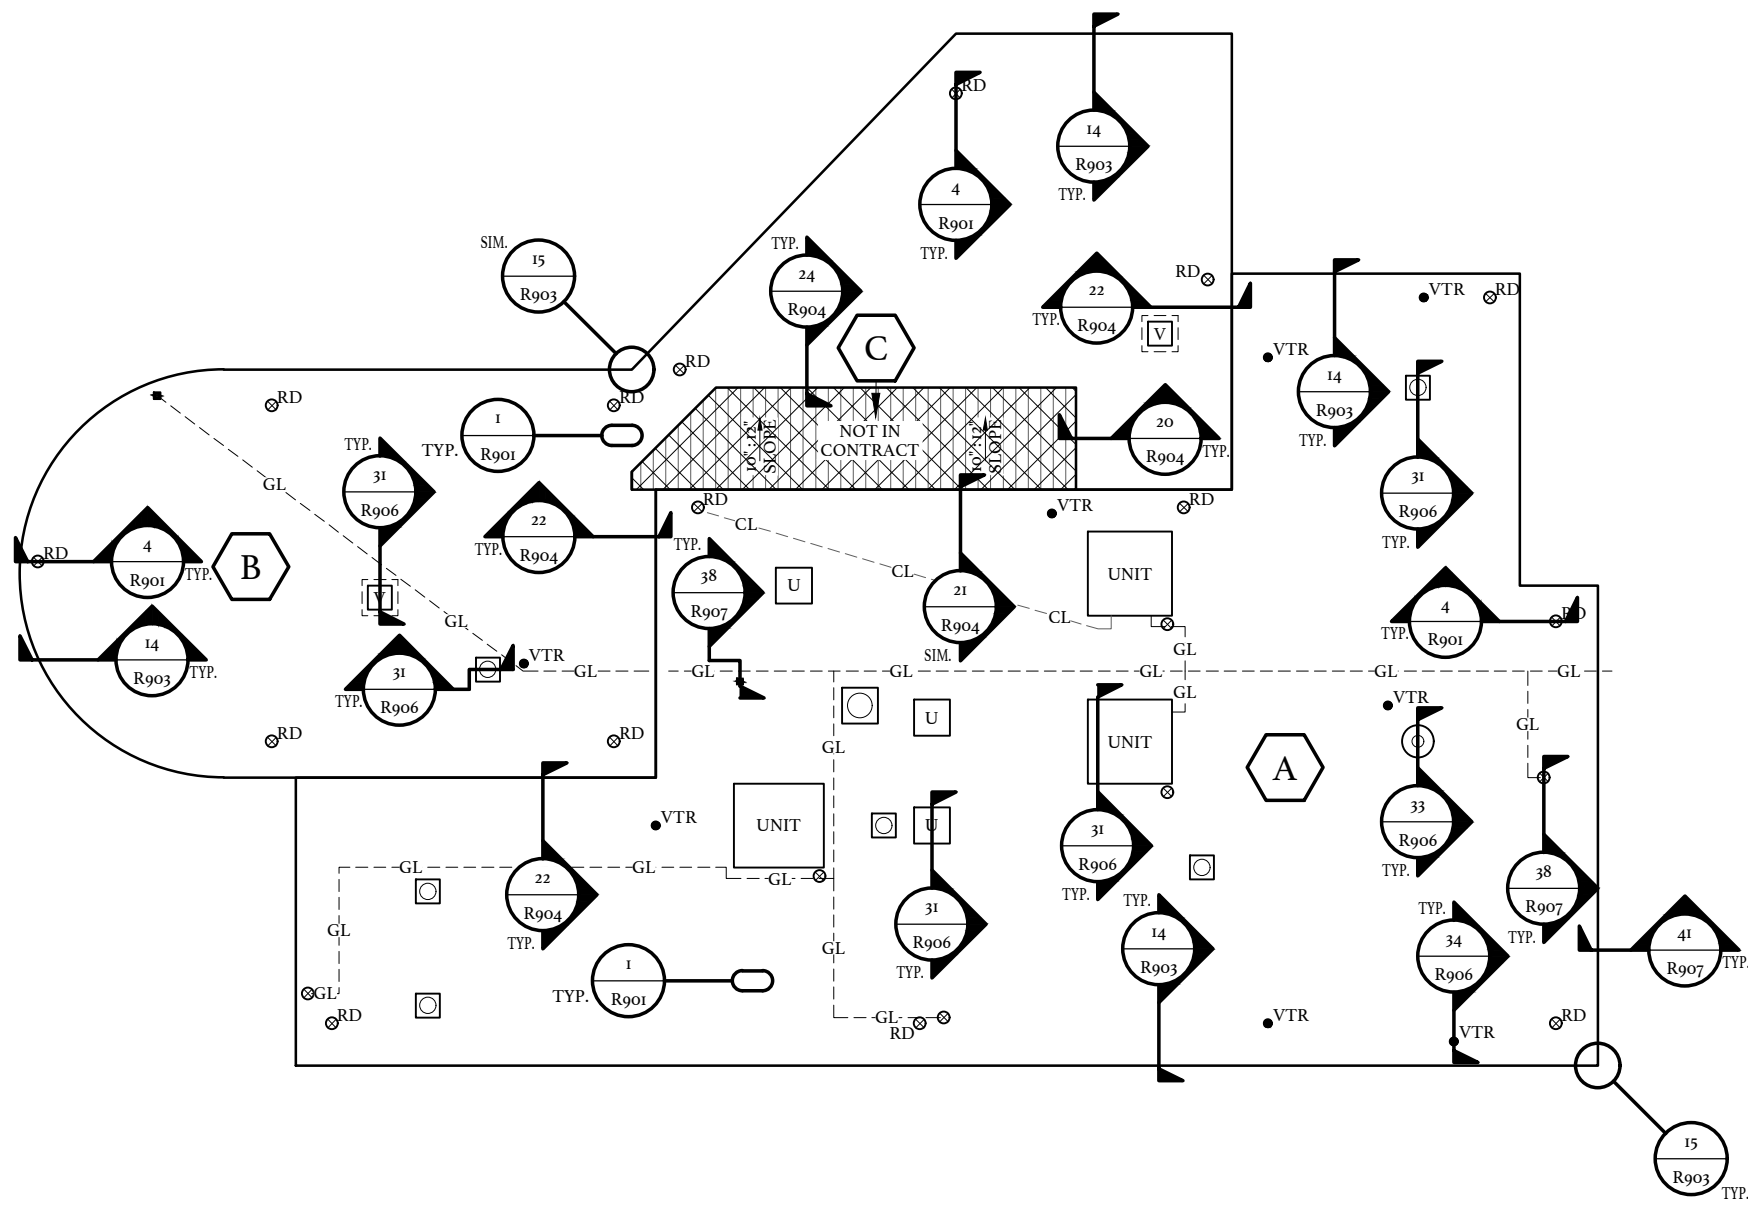 RD
14
R903
TYP.
4
R901
TYP.
SIM.
15
R903
TYP.
24
R904
RD
22
R904
TYP.
V
VTR
RD
C
VTR
14
R903
TYP.
RD
RD
RD
1
R901
TYP.
NOT IN
CONTRACT
10":12"
SLOPE
10":12"
SLOPE
20
R904
TYP.
TYP.
31
R906
GL
31
R906
TYP.
RD
CL
VTR
RD
22
R904
TYP.
RD
4
R901
TYP.
B
TYP.
38
R907
U
CL
UNIT
V
21
R904
SIM.
CL
4
R901
TYP.
RD
GL
14
R903
TYP.
GL
31
R906
TYP.
VTR
GL
GL
GL
GL
GL
GL
GL
VTR
U
UNIT
GL
RD
RD
GL
A
33
R906
TYP.
VTR
UNIT
U
31
R906
TYP.
GL
GL
GL
22
R904
TYP.
38
R907
TYP.
TYP.
14
R903
31
R906
TYP.
TYP.
34
R906
41
R907
TYP.
GL
GL
1
R901
TYP.
GL
RD
GL
RD
VTR
VTR
RD
15
R903
TYP.